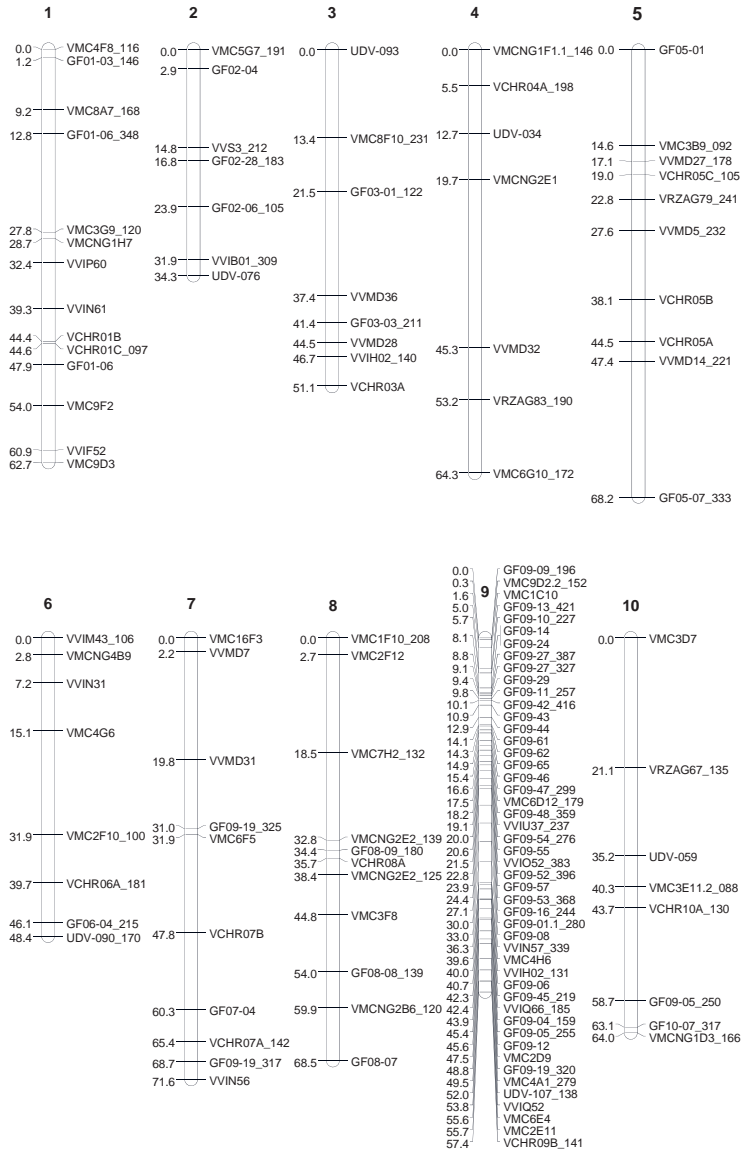 1
0.0 VMC4F8_116
1.2 GF01-03_146
9.2 VMC8A7_168
12.8 GF01-06_348
27.8 VMC3G9_120
28.7 VMCNG1H7
32.4 VVIP60
39.3 VVIN61
44.4 VCHR01B
44.6 VCHR01C_097
47.9 GF01-06
54.0 VMC9F2
60.9 VVIF52
62.7 VMC9D3
2
0.0 VMC5G7_191
2.9 GF02-04
14.8 VVS3_212
16.8 GF02-28_183
23.9 GF02-06_105
31.9 VVIB01_309
34.3 UDV-076
3
0.0 UDV-093
13.4 VMC8F10_231
21.5 GF03-01_122
37.4 VVMD36
41.4 GF03-03_211
44.5 VVMD28
46.7 VVIH02_140
51.1 VCHR03A
4
0.0 VMCNG1F1.1_146
5.5 VCHR04A_198
12.7 UDV-034
19.7 VMCNG2E1
45.3 VVMD32
53.2 VRZAG83_190
64.3 VMC6G10_172
5
0.0 GF05-01
14.6 VMC3B9_092
17.1 VVMD27_178
19.0 VCHR05C_105
22.8 VRZAG79_241
27.6 VVMD5_232
38.1 VCHR05B
44.5 VCHR05A
47.4 VVMD14_221
68.2 GF05-07_333
6
0.0 VVIM43_106
2.8 VMCNG4B9
7.2 VVIN31
15.1 VMC4G6
31.9 VMC2F10_100
39.7 VCHR06A_181
46.1 GF06-04_215
48.4 UDV-090_170
7
0.0 VMC16F3
2.2 VVMD7
19.8 VVMD31
31.0 GF09-19_325
31.9 VMC6F5
47.8 VCHR07B
60.3 GF07-04
65.4 VCHR07A_142
68.7 GF09-19_317
71.6 VVIN56
8
0.0 VMC1F10_208
2.7 VMC2F12
18.5 VMC7H2_132
32.8 VMCNG2E2_139
34.4 GF08-09_180
35.7 VCHR08A
38.4 VMCNG2E2_125
44.8 VMC3F8
54.0 GF08-08_139
59.9 VMCNG2B6_120
68.5 GF08-07
9
0.0 GF09-09_196
0.3 VMC9D2.2_152
1.6 VMC1C10
5.0 GF09-13_421
5.7 GF09-10_227
8.1 GF09-14
GF09-24
8.8 GF09-27_387
9.1 GF09-27_327
9.4 GF09-29
9.8 GF09-11_257
10.1 GF09-42_416
10.9 GF09-43
12.9 GF09-44
14.1 GF09-61
14.3 GF09-62
14.9 GF09-65
15.4 GF09-46
16.6 GF09-47_299
17.5 VMC6D12_179
18.2 GF09-48_359
19.1 VVIU37_237
20.0 GF09-54_276
20.6 GF09-55
21.5 VVIO52_383
22.8 GF09-52_396
23.9 GF09-57
24.4 GF09-53_368
27.1 GF09-16_244
30.0 GF09-01.1_280
33.0 GF09-08
36.3 VVIN57_339
39.6 VMC4H6
40.0 VVIH02_131
40.7 GF09-06
42.3 GF09-45_219
42.4 VVIQ66_185
43.9 GF09-04_159
45.4 GF09-05_255
45.6 GF09-12
47.5 VMC2D9
48.8 GF09-19_320
49.5 VMC4A1_279
52.0 UDV-107_138
53.8 VVIQ52
55.6 VMC6E4
55.7 VMC2E11
57.4 VCHR09B_141
10
0.0 VMC3D7
21.1 VRZAG67_135
35.2 UDV-059
40.3 VMC3E11.2_088
43.7 VCHR10A_130
58.7 GF09-05_250
63.1 GF10-07_317
64.0 VMCNG1D3_166